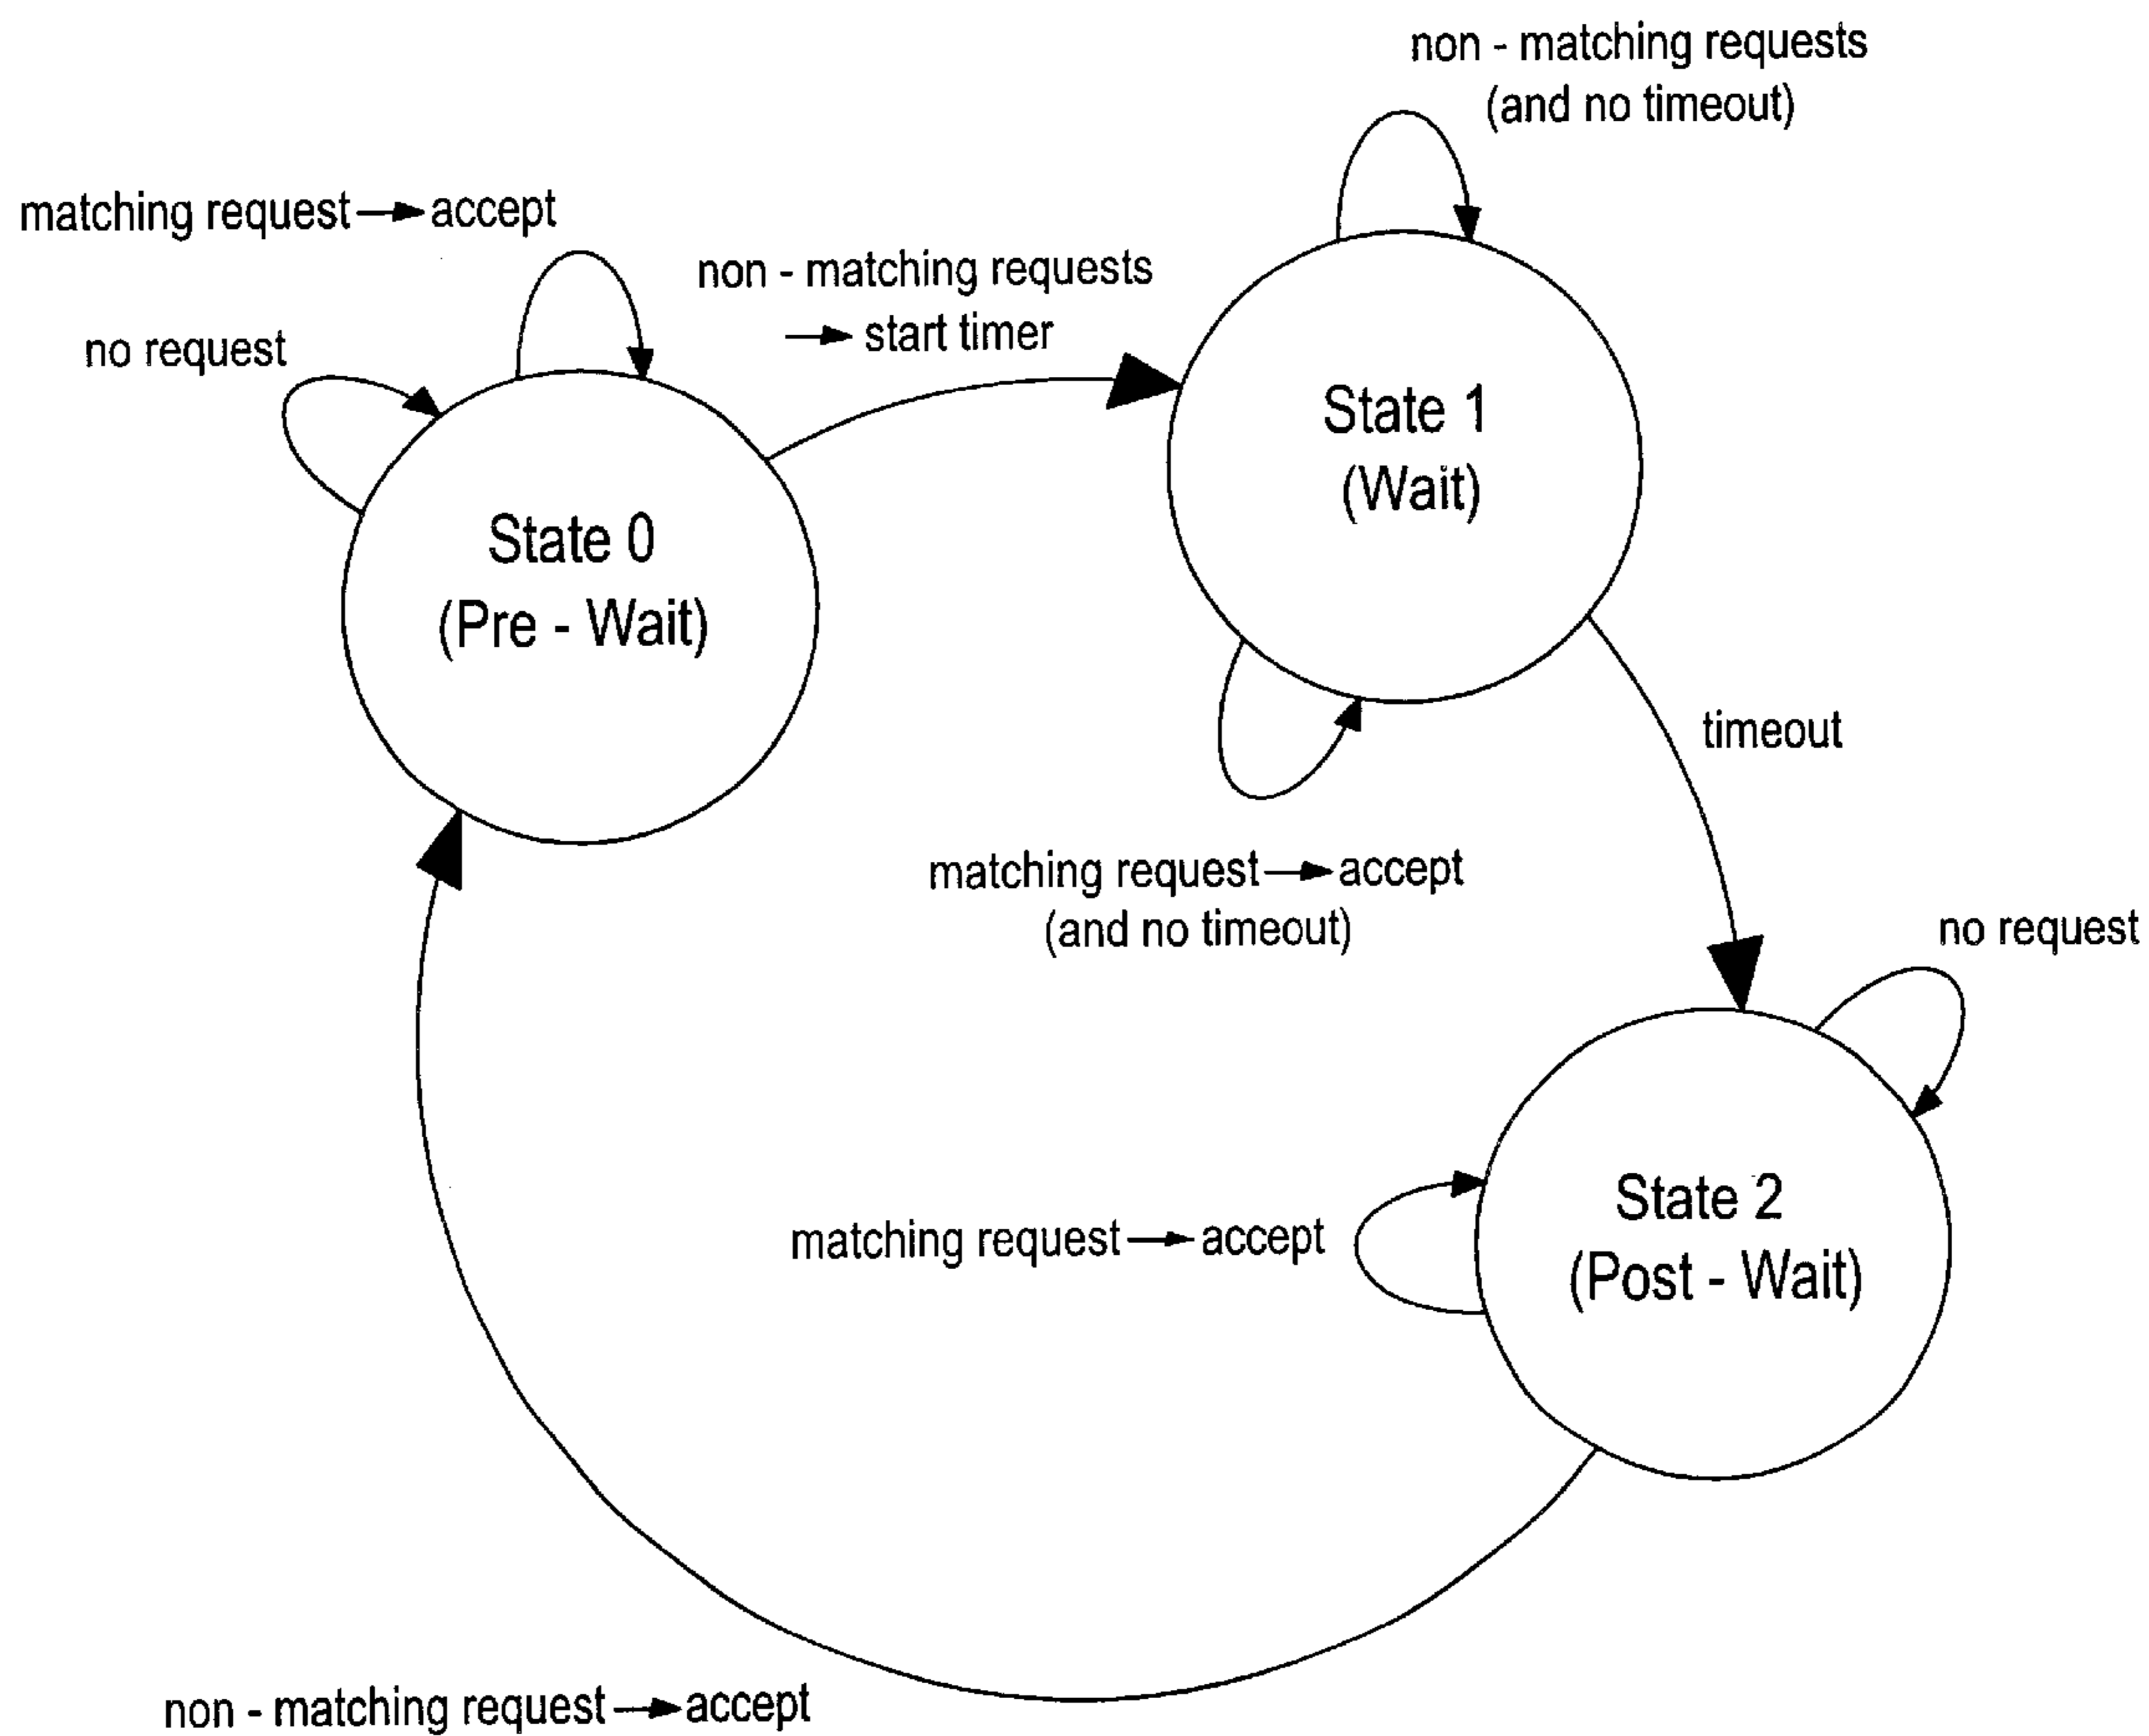 non - matching requests
(and no timeout)
matching request → accept
non - matching requests
→ start timer
no request
State 1
(Wait)
State 0
(Pre - Wait)
timeout
matching request → accept
(and no timeout)
no request
State 2
(Post - Wait)
matching request → accept
non - matching request → accept